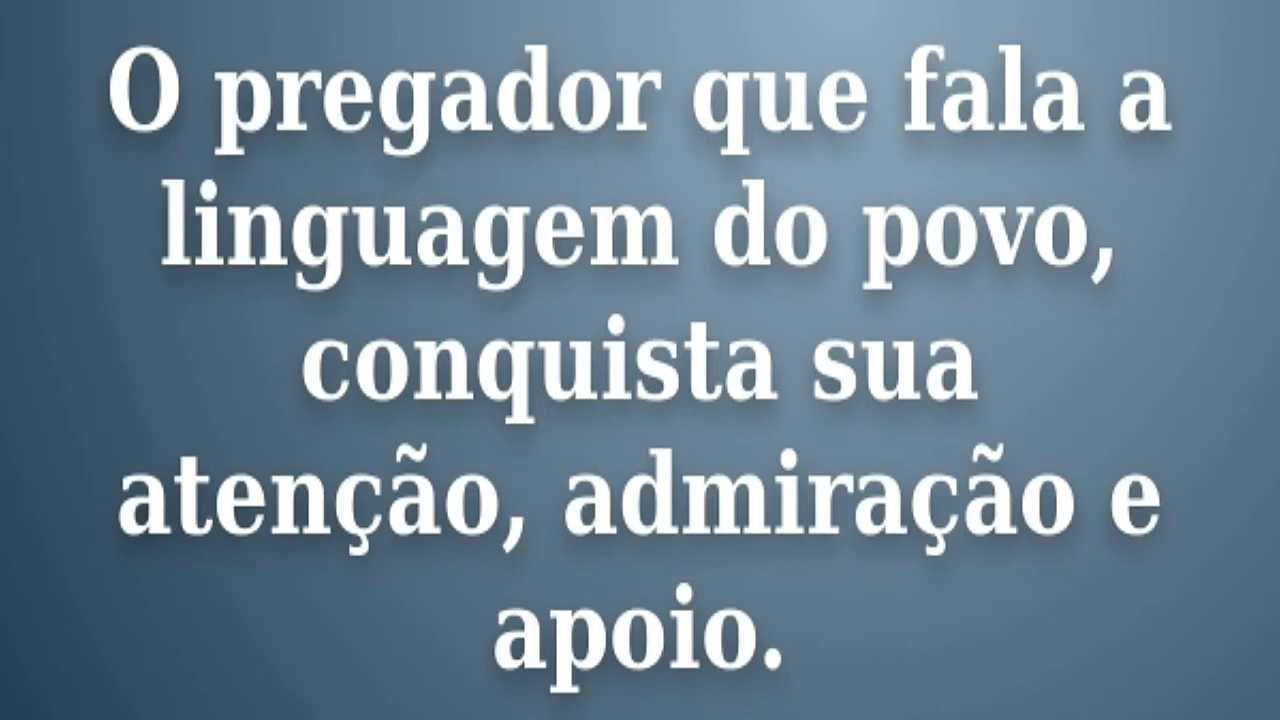 O pregador que fala a
linguagem do povo,
conquista sua
atenção, admiração e
apoio.